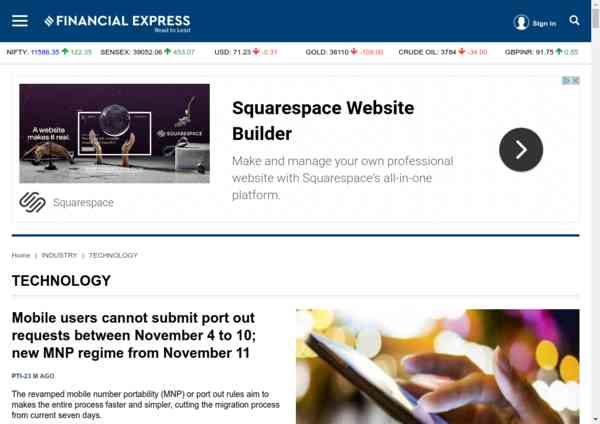 FINANCIAL EXPRESS
Read to Lead
Sign In
NIFTY: 11586.35 122.35 SENSEX: 39052.06 453.07 USD: 71.23 -0.31 GOLD: 38110 -108.00 CRUDE OIL: 3784 -34.00 GBPINR: 91.75 0.85
A website
makes it real.
SQUARESPACE
Squarespace Website
Builder
Make and manage your own professional
website with Squarespace's all-in-one
platform.
Squarespace
Home | INDUSTRY | TECHNOLOGY
TECHNOLOGY
Mobile users cannot submit port out
requests between November 4 to 10;
new MNP regime from November 11
PTI-23 M AGO
The revamped mobile number portability (MNP) or port out rules aim to
makes the entire process faster and simpler, cutting the migration process
from current seven days.